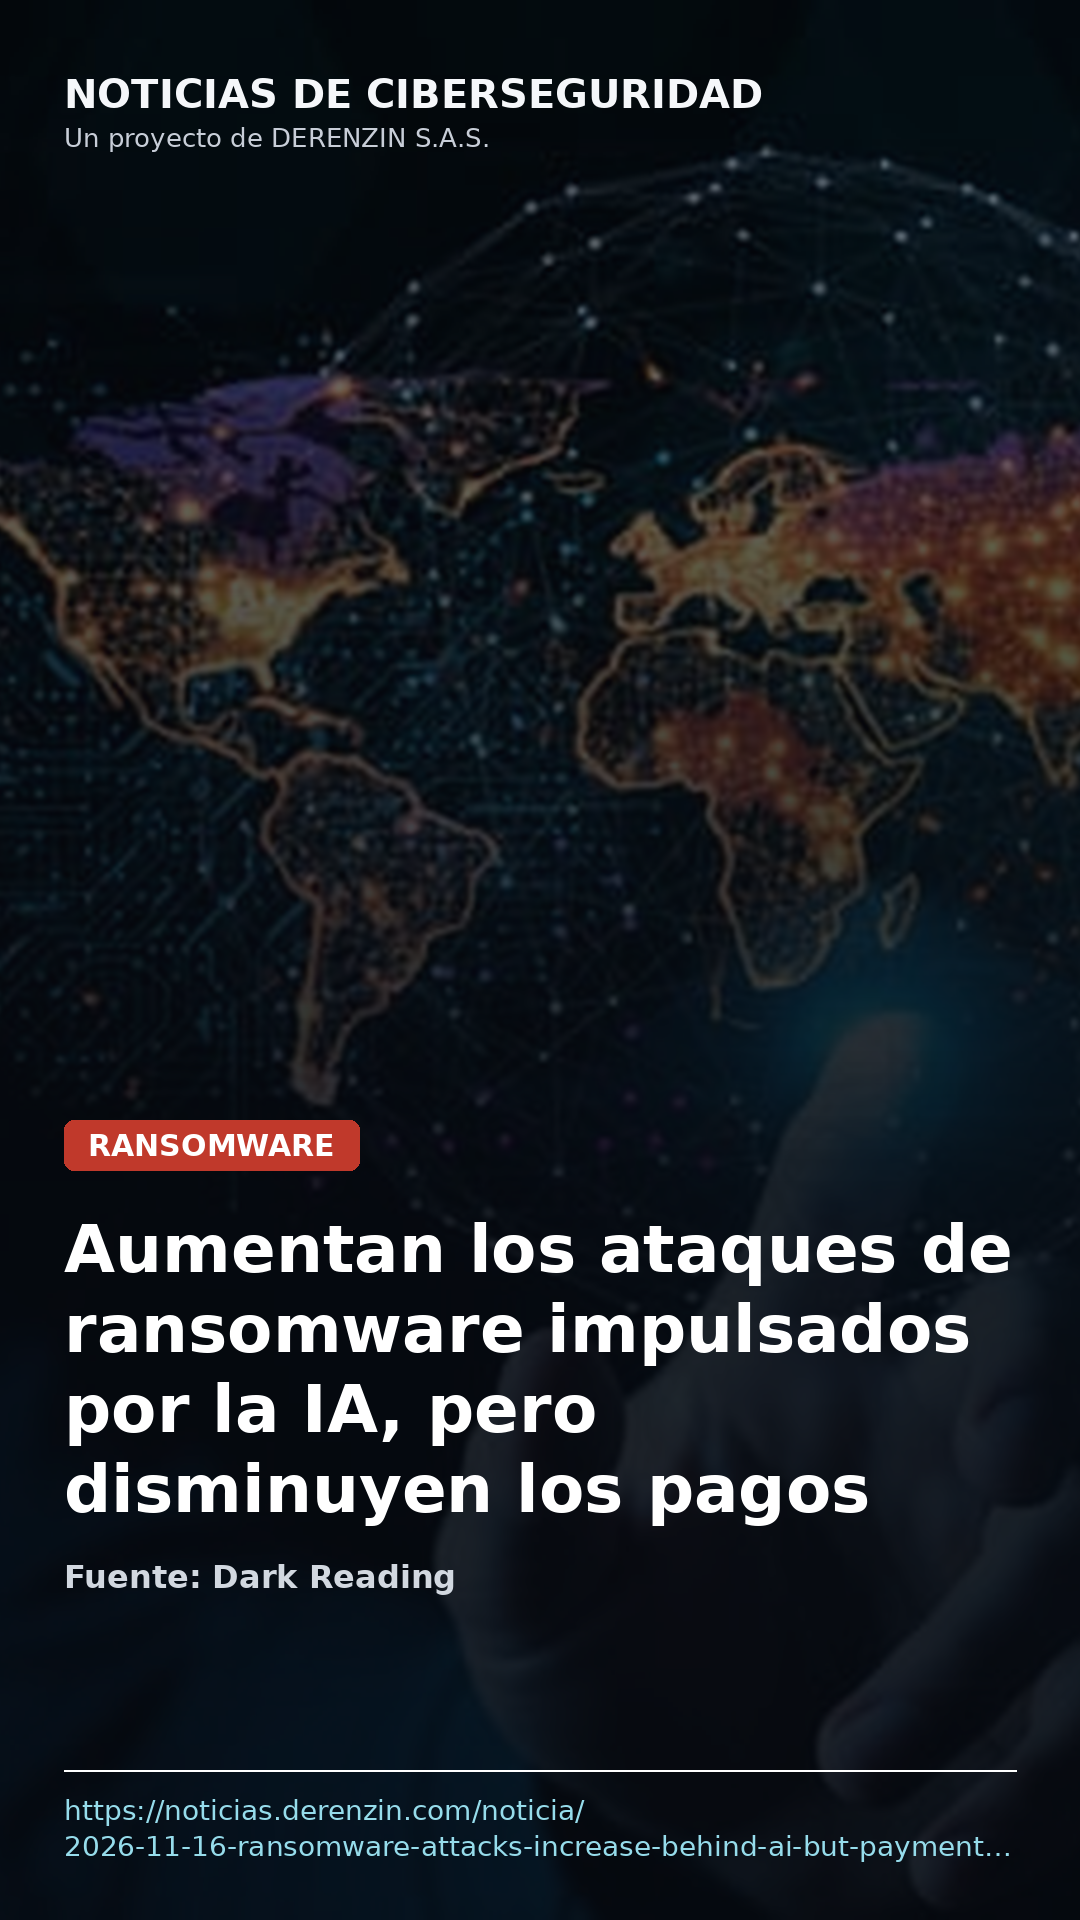 NOTICIAS DE CIBERSEGURIDAD
Un proyecto de DERENZIN S.A.S.
RANSOMWARE
Aumentan los ataques de
ransomware impulsados
por la IA, pero
disminuyen los pagos
Fuente: Dark Reading
https://noticias.derenzin.com/noticia/
2026-11-16-ransomware-attacks-increase-behind-ai-but-payment…